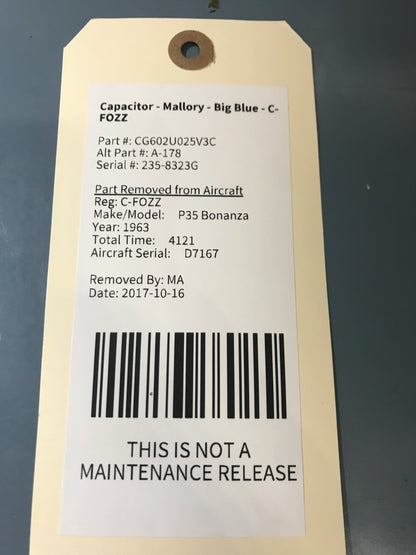 Capacitor - Mallory - Big Blue - C-
FOZZ
Part #: CG602U025V3C
Alt Part #: A-178
Serial #: 235-8323G
Part Removed from Aircraft
Reg: C-FOZZ
Make/Model: P35 Bonanza
Year: 1963
Total Time: 4121
Aircraft Serial: D7167
Removed By: MA
Date: 2017-10-16
THIS IS NOT A
MAINTENANCE RELEASE